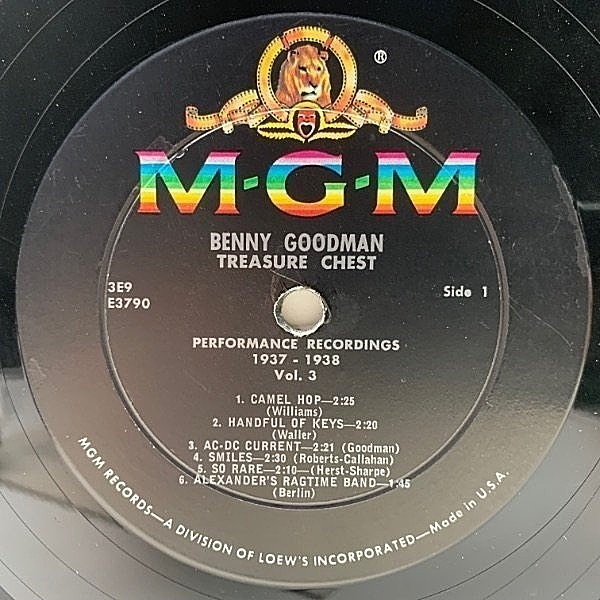 ®
M-G-M
BENNY GOODMAN
TREASURE CHEST
3E9
E3790
Side 1
PERFORMANCE RECORDINGS
1937 - 1938
Vol. 3
1. CAMEL HOP—2:25
(Williams)
2. HANDFUL OF KEYS—2:20
(Waller)
3. AC-DC CURRENT—2:21 (Goodman)
4. SMILES—2:30 (Roberts-Callahan)
5. SO RARE—2:10—(Herst-Sharpe)
6. ALEXANDER'S RAGTIME BAND—1:45
(Berlin)
MGM RECORDS—A DIVISION OF LOEW'S INCORPORATED—Made in U.S.A.